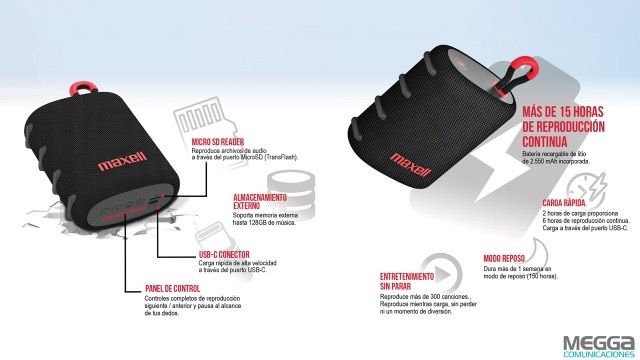 maxell
MICRO SD READER
Reproduce archivos de audio
a través del puerto MicroSD (TransFlash).
ALMACENAMIENTO
EXTERNO
Soporta memoria externa
hasta 128GB de música.
USB-C CONECTOR
Carga rápida de alta velocidad
a través del puerto USB-C.
PANEL DE CONTROL
Controles completos de reproducción
siguiente / anterior y pausa al alcance
de tus dedos.
maxell
MÁS DE 15 HORAS
DE REPRODUCCIÓN
CONTINUA
Batería recargable de litio
de 2.550 mAh incorporada.
CARGA RÁPIDA
2 horas de carga proporciona
6 horas de reproducción continua.
Carga a través del puerto USB-C.
MODO REPOSO
Dura más de 1 semana en
modo de reposo (150 horas).
ENTRETENIMIENTO
SIN PARAR
Reproduce más de 300 canciones.
Reproduce mientras carga, sin perder
ni un momento de diversión.
MEGGA
COMUNICACIONES